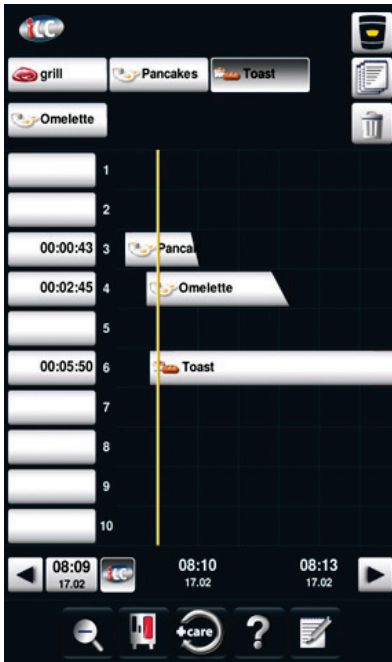 iLC
grill
Pancakes
Toast
Omelette
1
2
00:00:43 3 Pancal
00:02:45 4 Omelette
5
00:05:50 6 Toast
7
8
9
10
08:09 iLC 08:10 08:13
17.02 17.02 17.02
+care ?